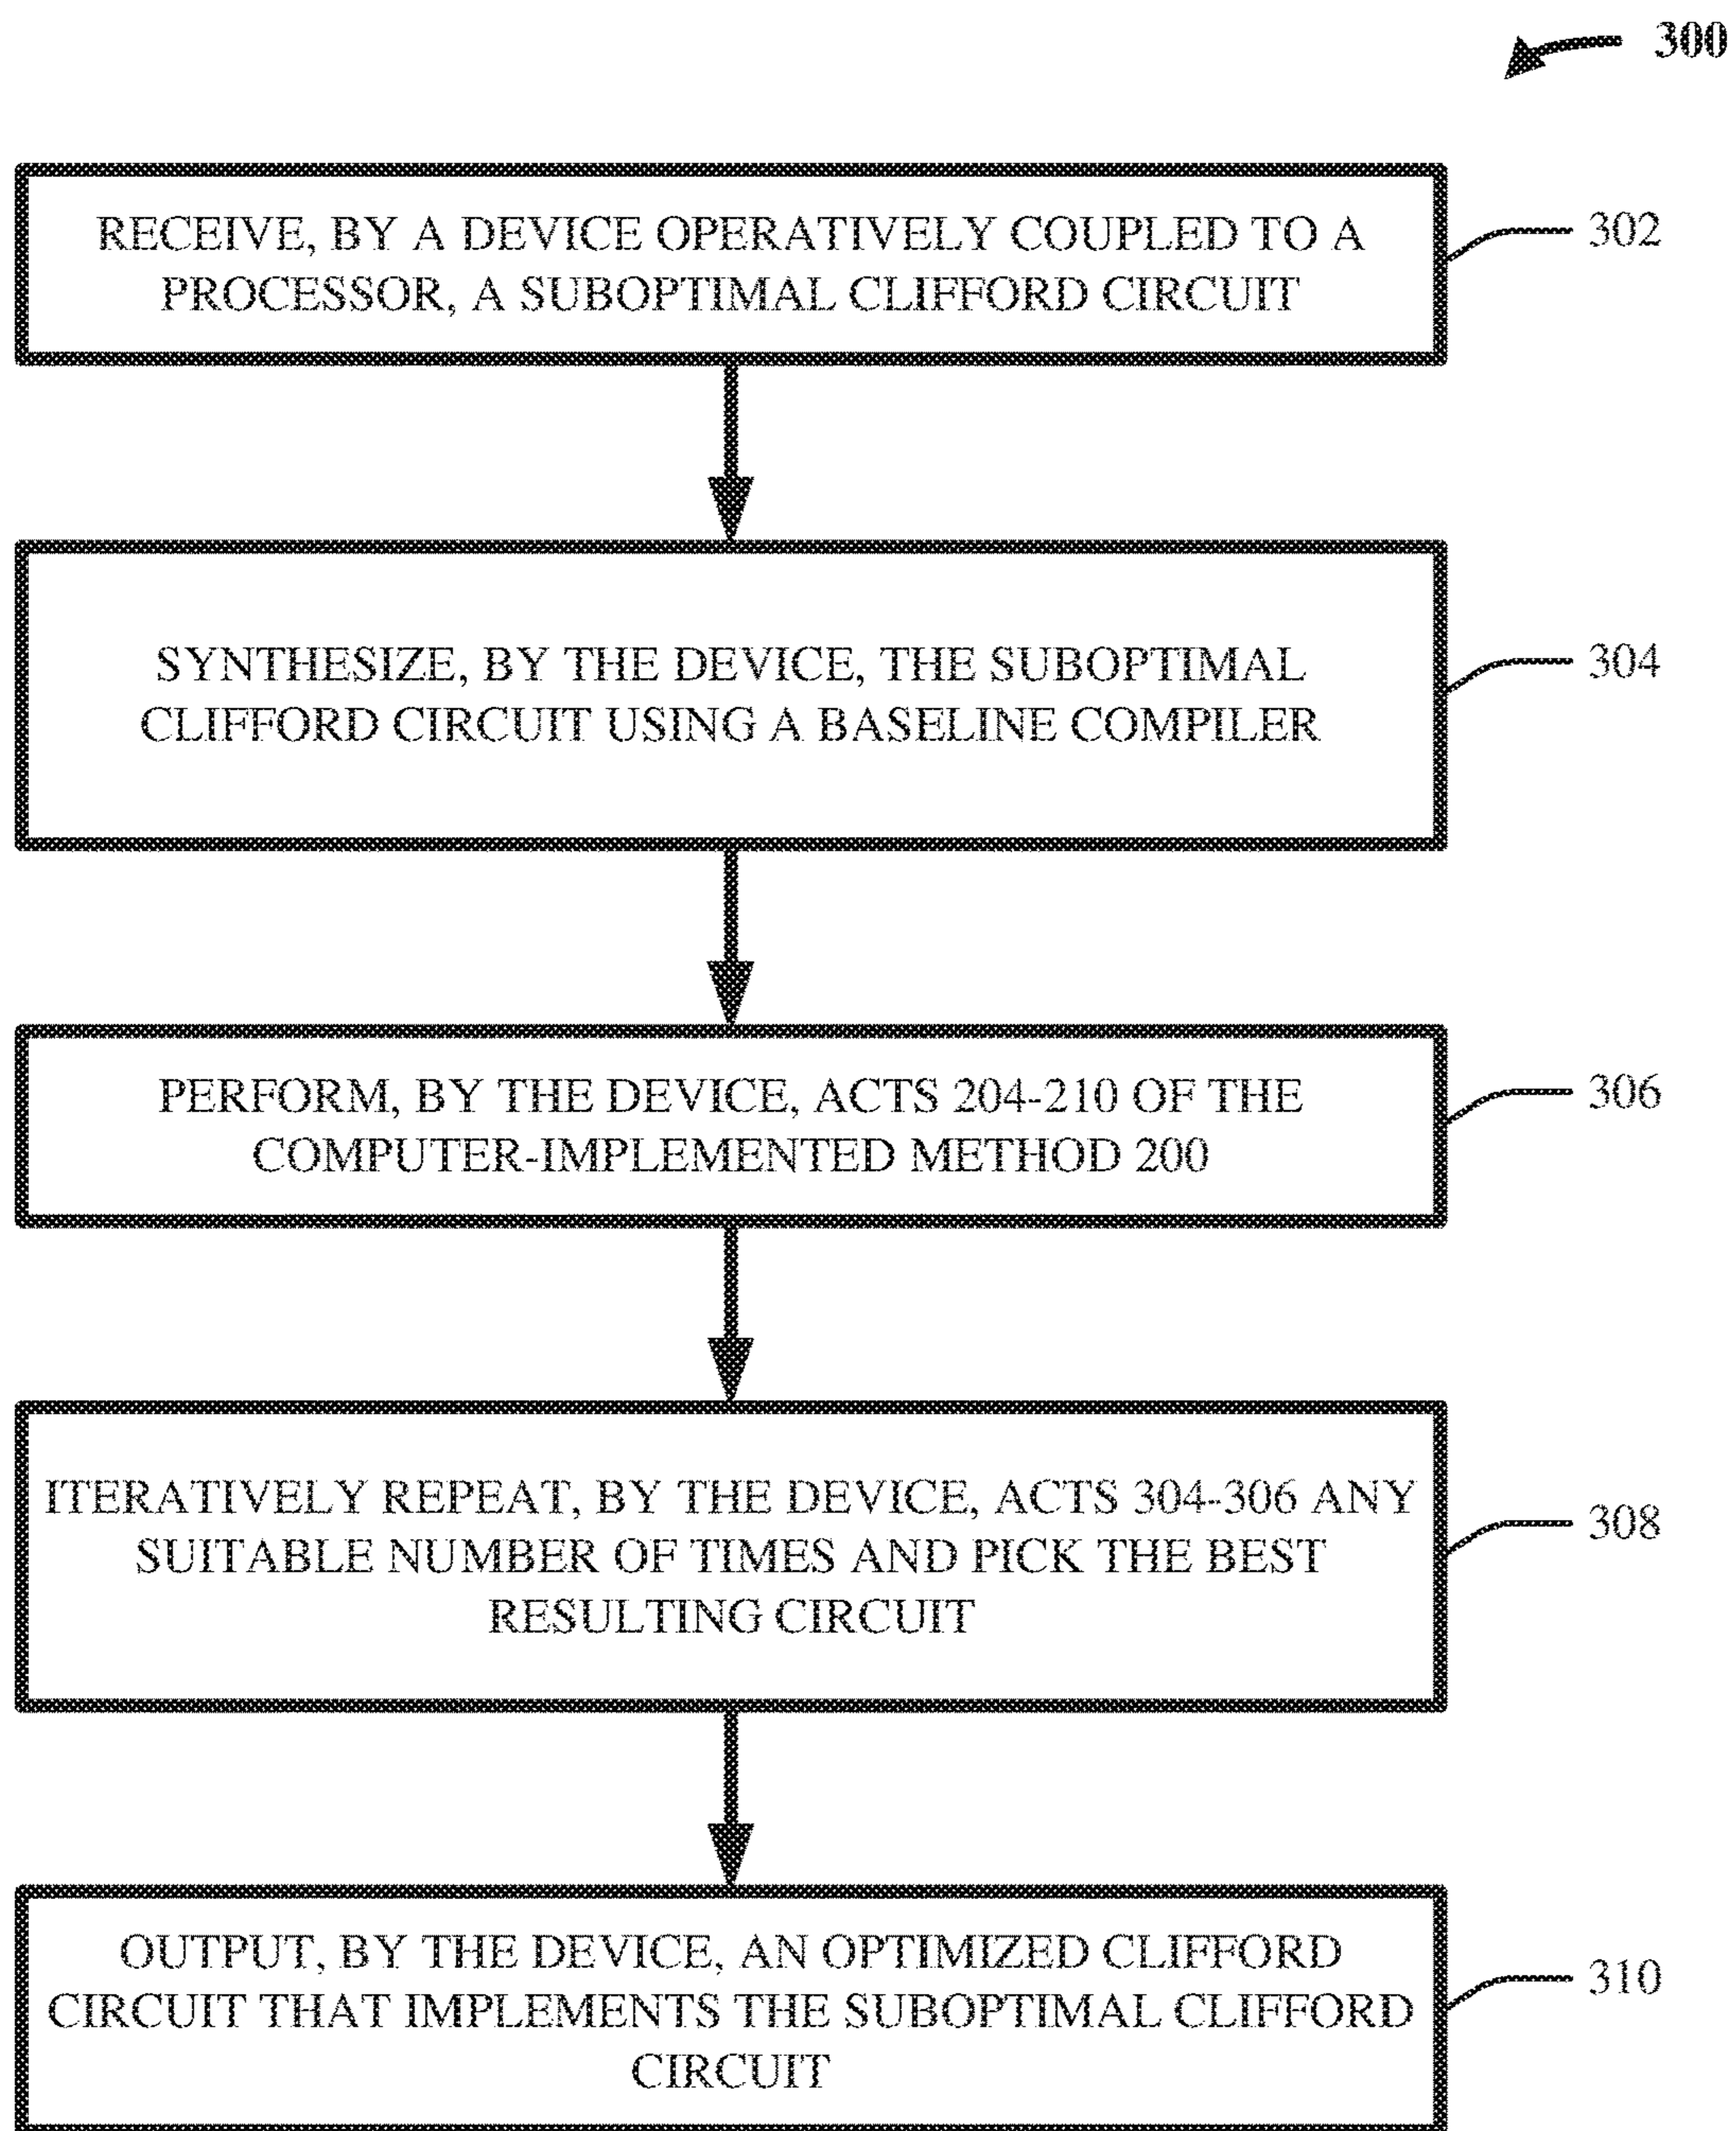 300
RECEIVE, BY A DEVICE OPERATIVELY COUPLED TO A
PROCESSOR, A SUBOPTIMAL CLIFFORD CIRCUIT
302
SYNTHESIZE, BY THE DEVICE, THE SUBOPTIMAL
CLIFFORD CIRCUIT USING A BASELINE COMPILER
304
PERFORM, BY THE DEVICE, ACTS 204-210 OF THE
COMPUTER-IMPLEMENTED METHOD 200
306
ITERATIVELY REPEAT, BY THE DEVICE, ACTS 304-306 ANY
SUITABLE NUMBER OF TIMES AND PICK THE BEST
RESULTING CIRCUIT
308
OUTPUT, BY THE DEVICE, AN OPTIMIZED CLIFFORD
CIRCUIT THAT IMPLEMENTS THE SUBOPTIMAL CLIFFORD
CIRCUIT
310